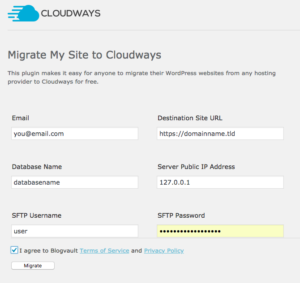 CLOUDWAYS
Migrate My Site to Cloudways
This plugin makes it easy for anyone to migrate their WordPress websites from any hosting
provider to Cloudways for free.
Email Destination Site URL
you@email.com https://domainname.tld
Database Name Server Public IP Address
databasename 127.0.0.1
SFTP Username SFTP Password
user ••••••••••••••••••
I agree to Blogvault Terms of Service and Privacy Policy
Migrate